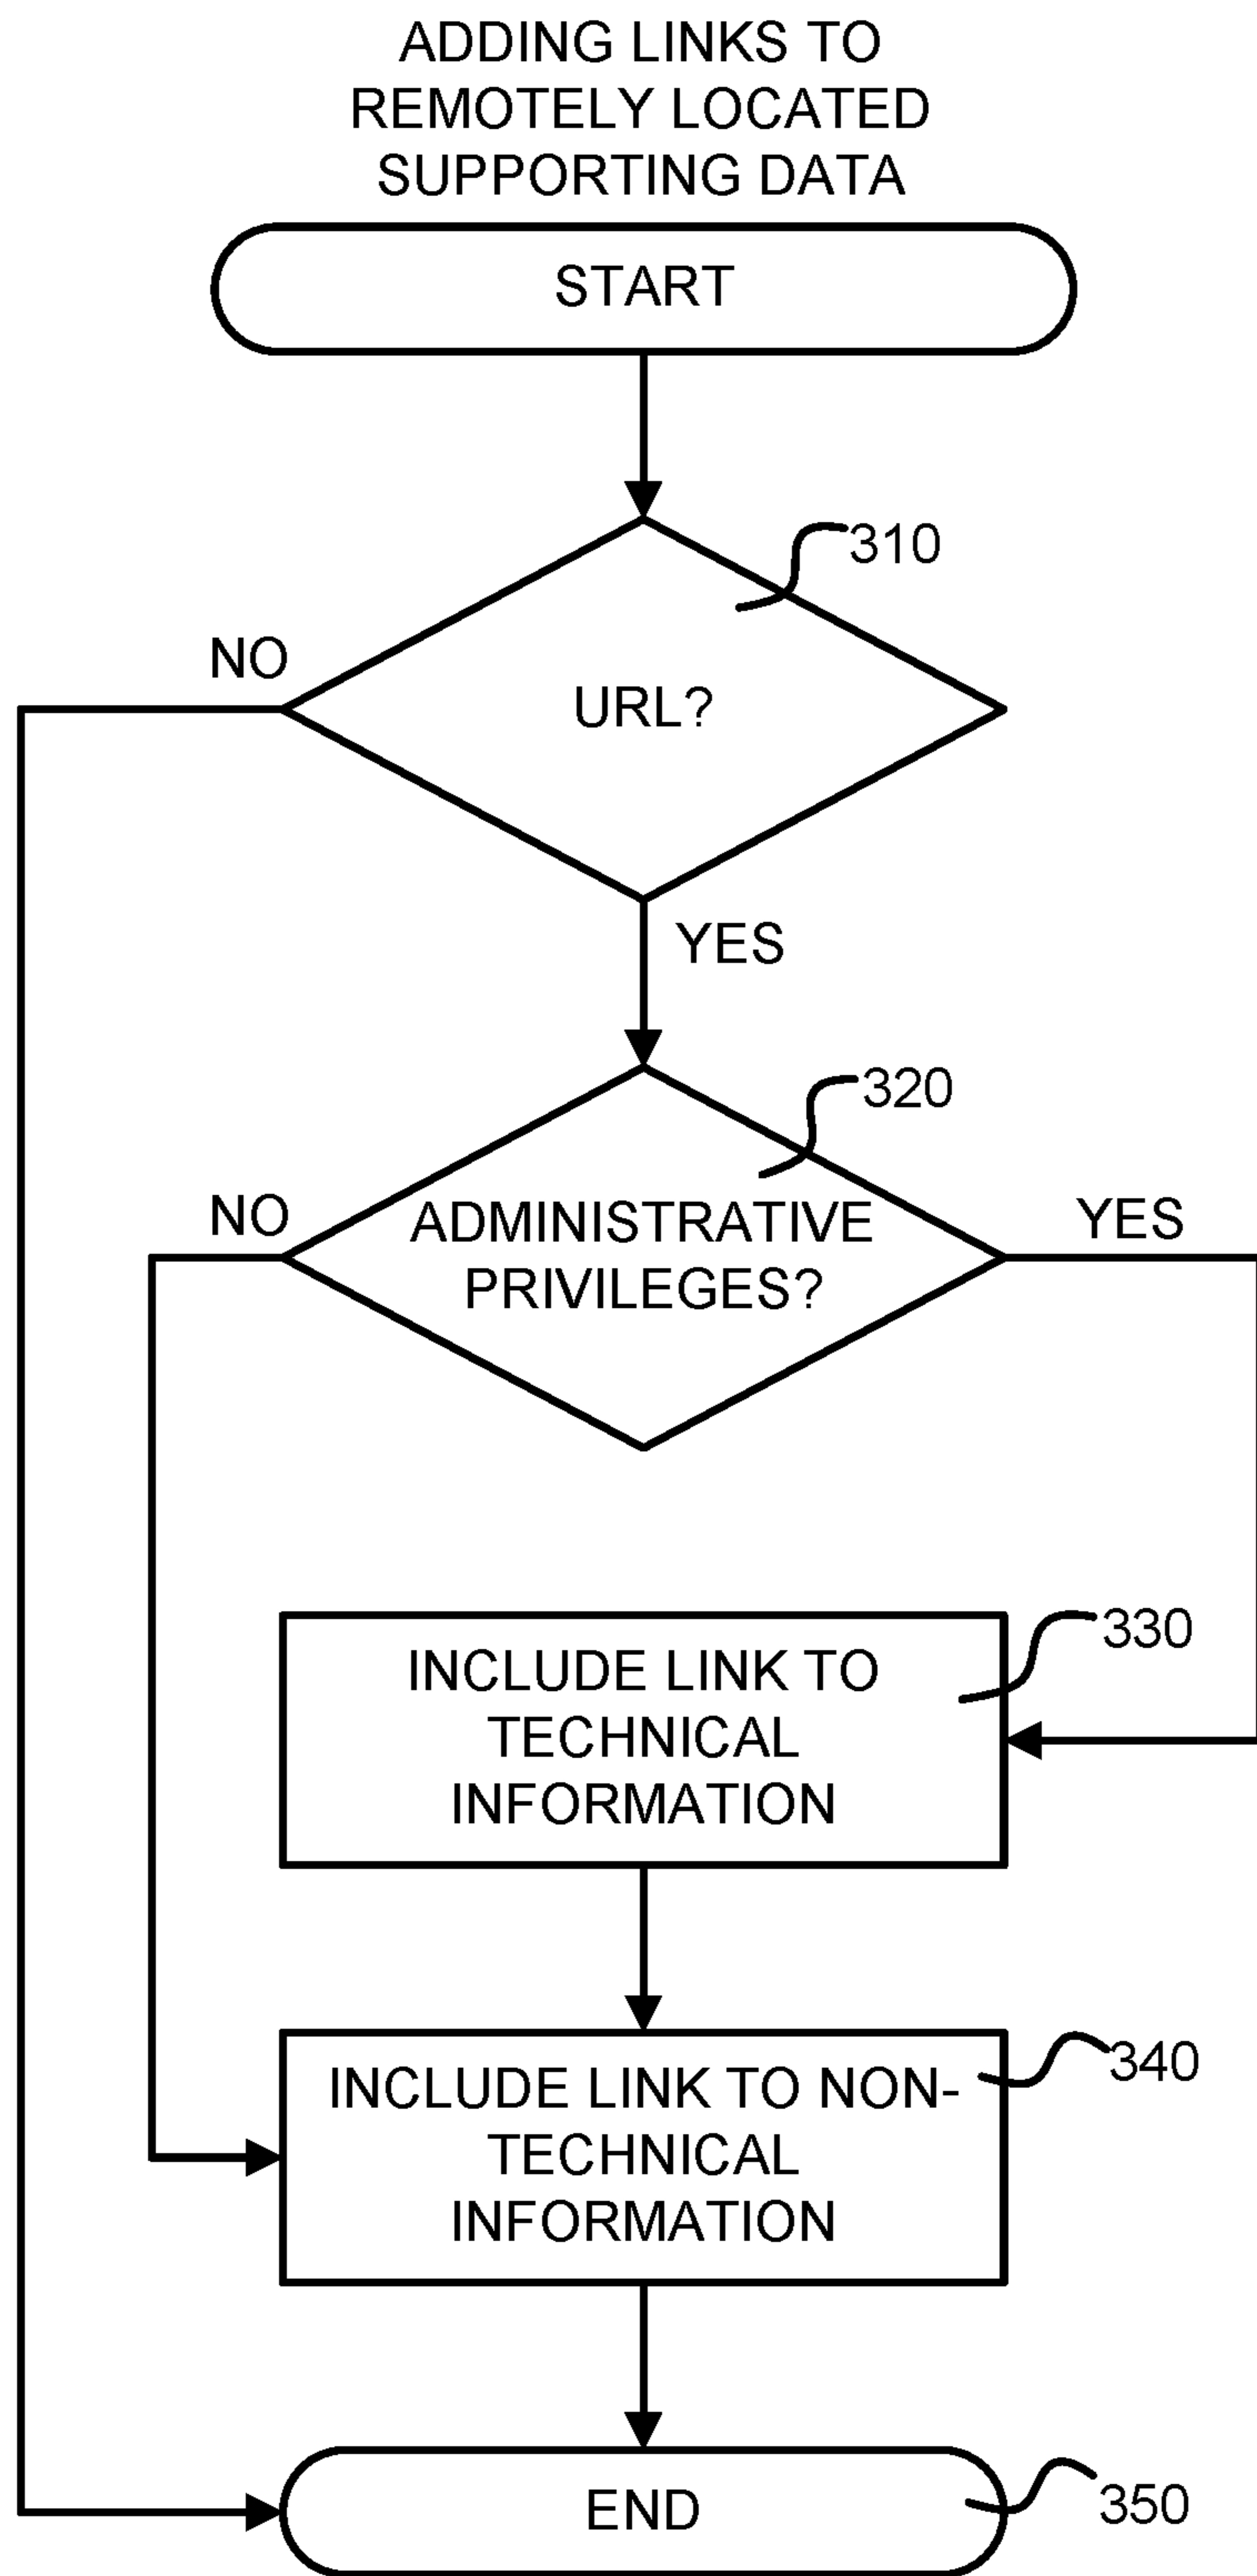 ADDING LINKS TO
REMOTELY LOCATED
SUPPORTING DATA
START
310
NO
URL?
YES
320
NO
ADMINISTRATIVE
PRIVILEGES?
YES
330
INCLUDE LINK TO
TECHNICAL
INFORMATION
340
INCLUDE LINK TO NON-
TECHNICAL
INFORMATION
END
350